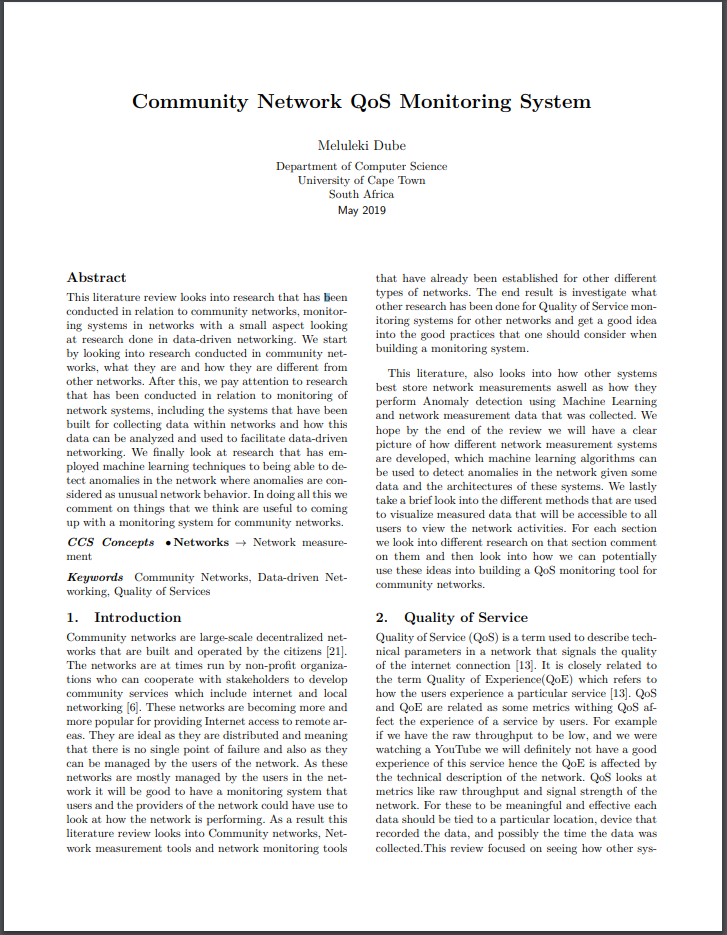 Community Network QoS Monitoring System
Meluleki Dube
Department of Computer Science
University of Cape Town
South Africa
May 2019
Abstract
This literature review looks into research that has been
conducted in relation to community networks, monitor-
ing systems in networks with a small aspect looking
at research done in data-driven networking. We start
by looking into research conducted in community net-
works, what they are and how they are different from
other networks. After this, we pay attention to research
that has been conducted in relation to monitoring of
network systems, including the systems that have been
built for collecting data within networks and how this
data can be analyzed and used to facilitate data-driven
networking. We finally look at research that has em-
ployed machine learning techniques to being able to de-
tect anomalies in the network where anomalies are con-
sidered as unusual network behavior. In doing all this we
comment on things that we think are useful to coming
up with a monitoring system for community networks.
CCS Concepts • Networks → Network measure-
ment
Keywords Community Networks, Data-driven Net-
working, Quality of Services
1. Introduction
Community networks are large-scale decentralized net-
works that are built and operated by the citizens [21].
The networks are at times run by non-profit organiza-
tions who can cooperate with stakeholders to develop
community services which include internet and local
networking [6]. These networks are becoming more and
more popular for providing Internet access to remote ar-
eas. They are ideal as they are distributed and meaning
that there is no single point of failure and also as they
can be managed by the users of the network. As these
networks are mostly managed by the users in the net-
work it will be good to have a monitoring system that
users and the providers of the network could have use to
look at how the network is performing. As a result this
literature review looks into Community networks, Net-
work measurement tools and network monitoring tools
that have already been established for other different
types of networks. The end result is investigate what
other research has been done for Quality of Service mon-
itoring systems for other networks and get a good idea
into the good practices that one should consider when
building a monitoring system.
This literature, also looks into how other systems
best store network measurements aswell as how they
perform Anomaly detection using Machine Learning
and network measurement data that was collected. We
hope by the end of the review we will have a clear
picture of how different network measurement systems
are developed, which machine learning algorithms can
be used to detect anomalies in the network given some
data and the architectures of these systems. We lastly
take a brief look into the different methods that are used
to visualize measured data that will be accessible to all
users to view the network activities. For each section
we look into different research on that section comment
on them and then look into how we can potentially
use these ideas into building a QoS monitoring tool for
community networks.
2. Quality of Service
Quality of Service (QoS) is a term used to describe tech-
nical parameters in a network that signals the quality
of the internet connection [13]. It is closely related to
the term Quality of Experience(QoE) which refers to
how the users experience a particular service [13]. QoS
and QoE are related as some metrics withing QoS af-
fect the experience of a service by users. For example
if we have the raw throughput to be low, and we were
watching a YouTube we will definitely not have a good
experience of this service hence the QoE is affected by
the technical description of the network. QoS looks at
metrics like raw throughput and signal strength of the
network. For these to be meaningful and effective each
data should be tied to a particular location, device that
recorded the data, and possibly the time the data was
collected.This review focused on seeing how other sys-